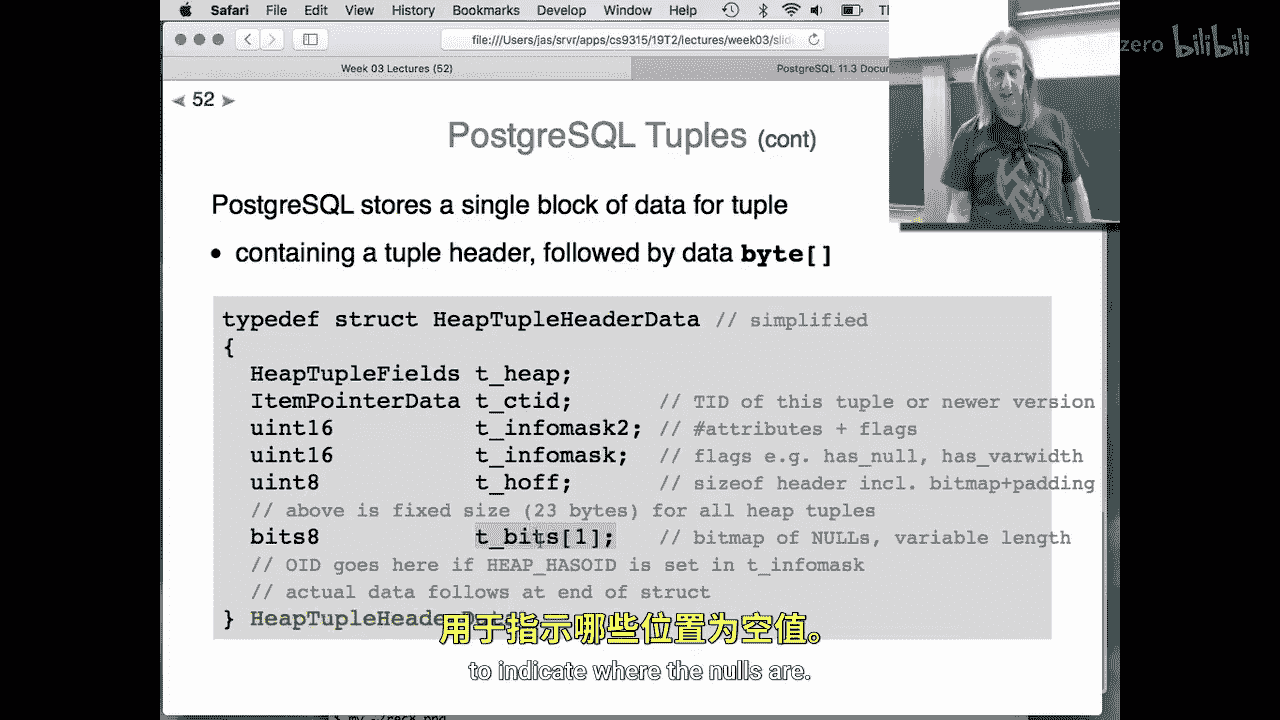 Safari File Edit View History Bookmarks Develop Window Help
zero bilibili
file:///Users/jas/srvr/apps/cs9315/19T2/lectures/week03/slid
Week 03 Lectures (52)
PostgreSQL 11.3 Docu
52
PostgreSQL Tuples (cont)
PostgreSQL stores a single block of data for tuple
• containing a tuple header, followed by data byte[]
typedef struct HeapTupleHeaderData // simplified
{
HeapTupleFields t_heap;
ItemPointerData t_ctid; // TID of this tuple or newer version
uint16 t_infomask2; // #attributes + flags
uint16 t_infomask; // flags e.g. has_null, has_varwidth
uint8 t_hoff; // sizeof header incl. bitmap+padding
// above is fixed size (23 bytes) for all heap tuples
bits8 t_bits[1]; // bitmap of NULLs, variable length
// OID goes here if HEAP_HASOID is set in t_infomask
// actual data follows at end of struct
} HeapTupleHeaderData;
用于指示哪些位置为空值。
to indicate where the nulls are.